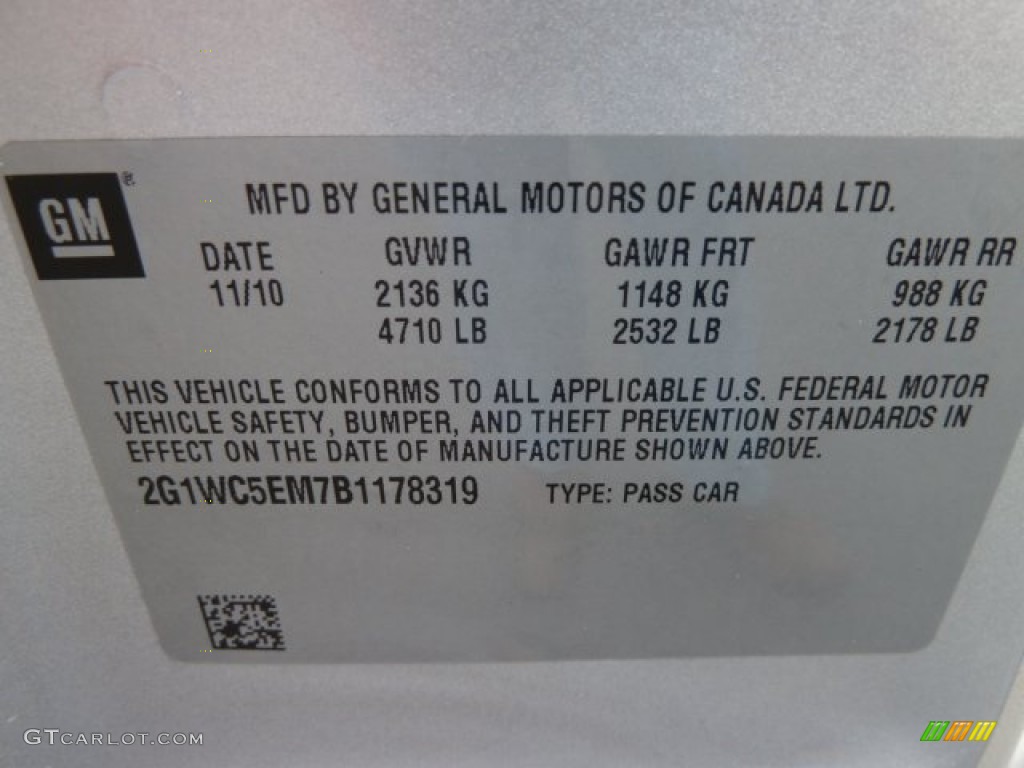 GM ®
MFD BY GENERAL MOTORS OF CANADA LTD.
DATE GVWR GAWR FRT GAWR RR
11/10 2136 KG 1148 KG 988 KG
4710 LB 2532 LB 2178 LB
THIS VEHICLE CONFORMS TO ALL APPLICABLE U.S. FEDERAL MOTOR
VEHICLE SAFETY, BUMPER, AND THEFT PREVENTION STANDARDS IN
EFFECT ON THE DATE OF MANUFACTURE SHOWN ABOVE.
2G1WC5EM7B1178319 TYPE: PASS CAR
GTCARLOT.COM